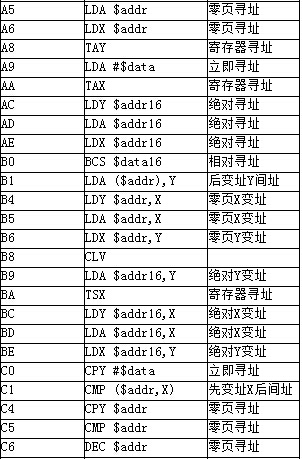 A5 LDA $addr 零页寻址
A6 LDX $addr 零页寻址
A8 TAY 寄存器寻址
A9 LDA #$data 立即寻址
AA TAX 寄存器寻址
AC LDY $addr16 绝对寻址
AD LDA $addr16 绝对寻址
AE LDX $addr16 绝对寻址
B0 BCS $data16 相对寻址
B1 LDA ($addr),Y 后变址Y间址
B4 LDY $addr,X 零页X变址
B5 LDA $addr,X 零页X变址
B6 LDX $addr,Y 零页Y变址
B8 CLV
B9 LDA $addr16,Y 绝对Y变址
BA TSX 寄存器寻址
BC LDY $addr16,X 绝对X变址
BD LDA $addr16,X 绝对X变址
BE LDX $addr16,Y 绝对Y变址
C0 CPY #$data 立即寻址
C1 CMP ($addr,X) 先变址X后间址
C4 CPY $addr 零页寻址
C5 CMP $addr 零页寻址
C6 DEC $addr 零页寻址